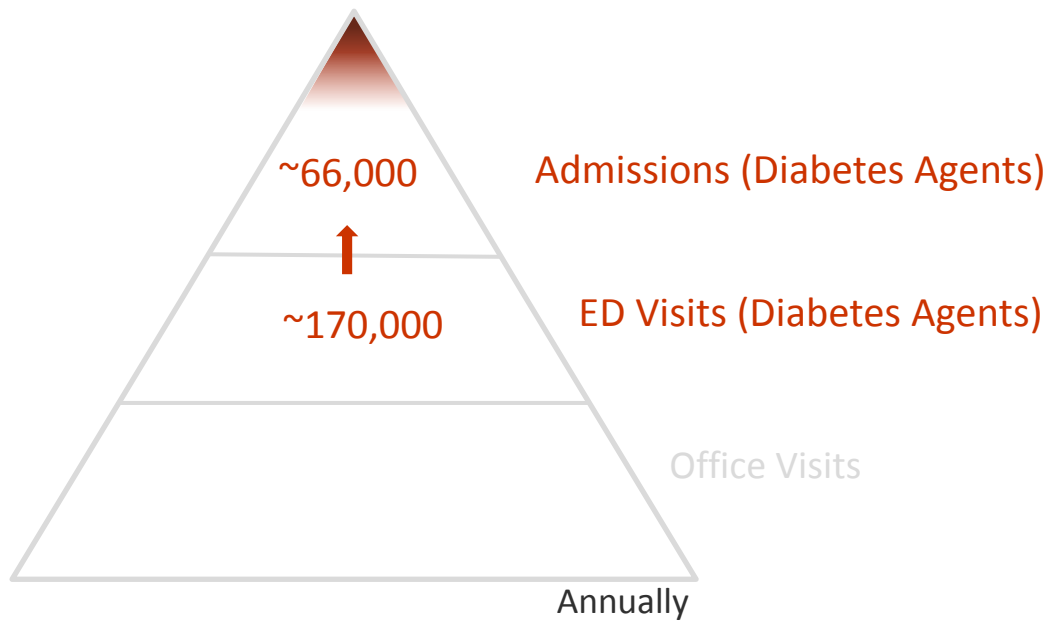 ~66,000
Admissions (Diabetes Agents)
~170,000
ED Visits (Diabetes Agents)
Office Visits
Annually